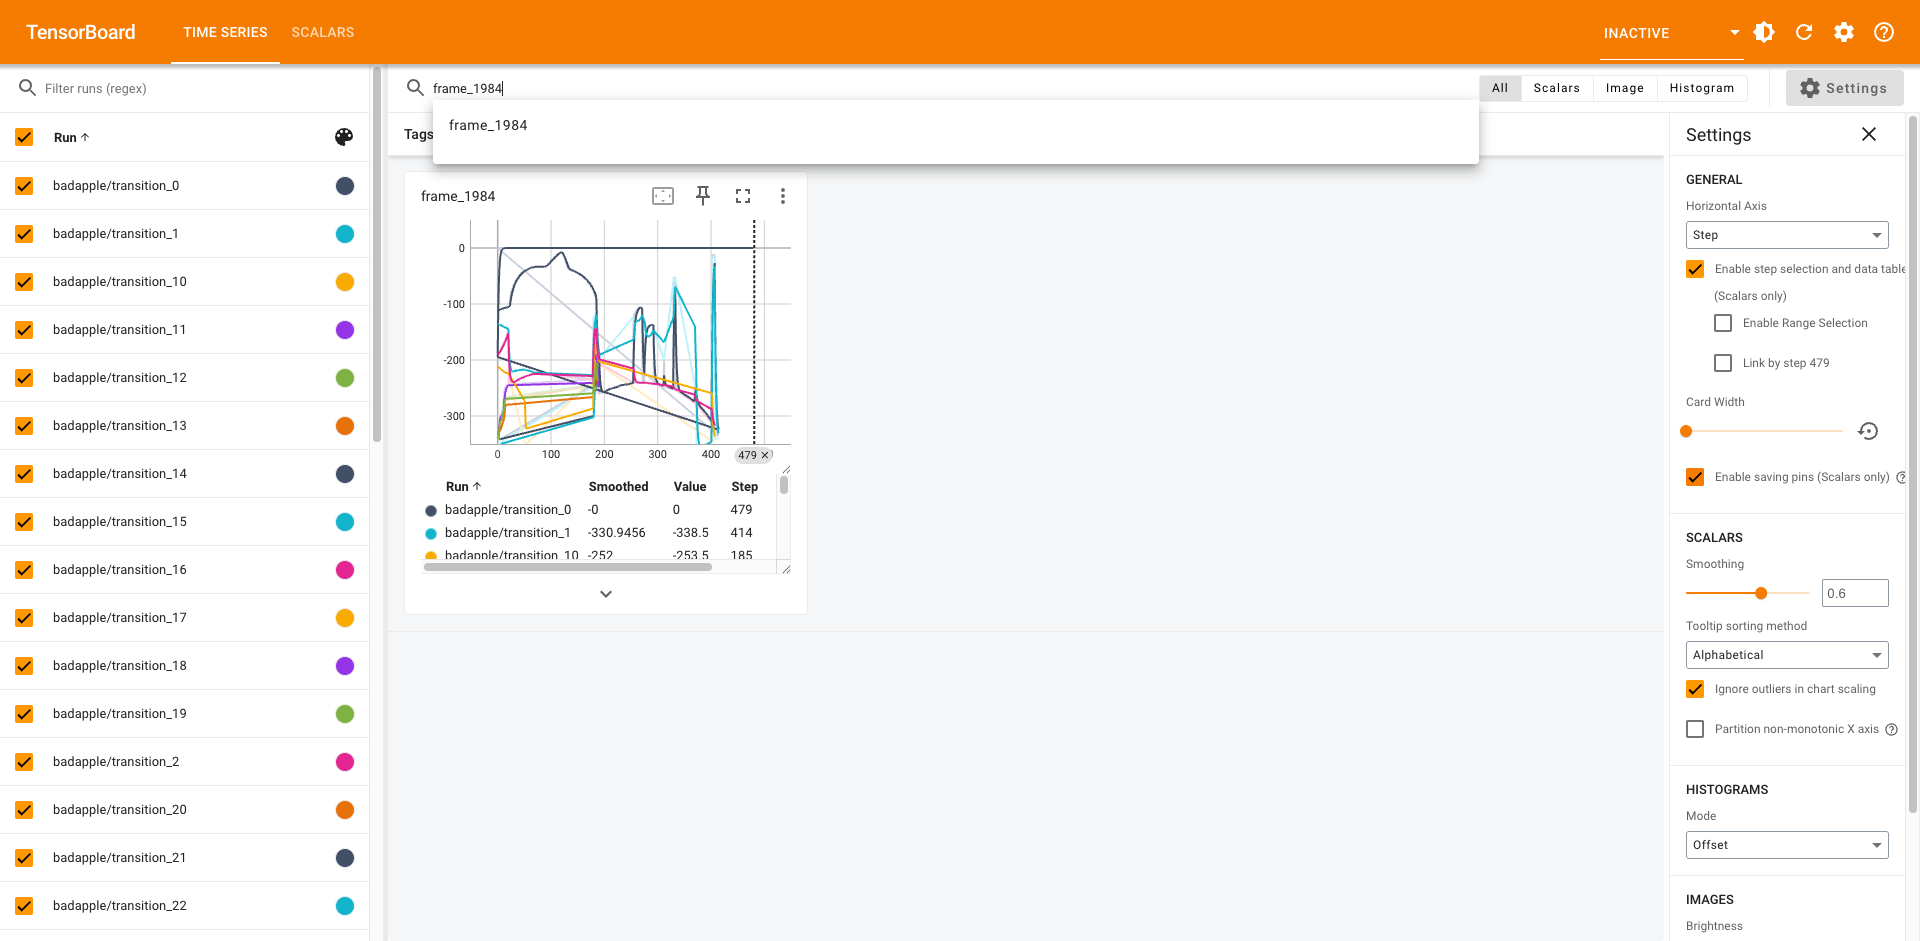 TensorBoard
TIME SERIES
SCALARS
INACTIVE
Filter runs (regex)
frame_1984
All
Scalars
Image
Histogram
Settings
frame_1984
Run
Tags
Settings
badapple/transition_0
badapple/transition_1
badapple/transition_10
badapple/transition_11
badapple/transition_12
badapple/transition_13
badapple/transition_14
badapple/transition_15
badapple/transition_16
badapple/transition_17
badapple/transition_18
badapple/transition_19
badapple/transition_2
badapple/transition_20
badapple/transition_21
badapple/transition_22
frame_1984
0
-100
-200
-300
0 100 200 300 400 479
Run Smoothed Value Step
badapple/transition_0 -0 0 479
badapple/transition_1 -330.9456 -338.5 414
badapple/transition_10 -252 -253.5 185
GENERAL
Horizontal Axis
Step
Enable step selection and data table
(Scalars only)
Enable Range Selection
Link by step 479
Card Width
Enable saving pins (Scalars only)
SCALARS
Smoothing
0.6
Tooltip sorting method
Alphabetical
Ignore outliers in chart scaling
Partition non-monotonic X axis
HISTOGRAMS
Mode
Offset
IMAGES
Brightness